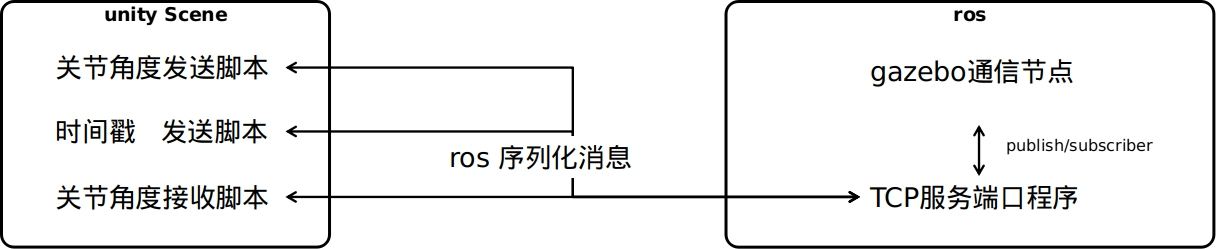 unity Scene
关节角度发送脚本
时间戳 发送脚本
关节角度接收脚本
ros 序列化消息
ros
gazebo通信节点
publish/subscriber
TCP服务端口程序